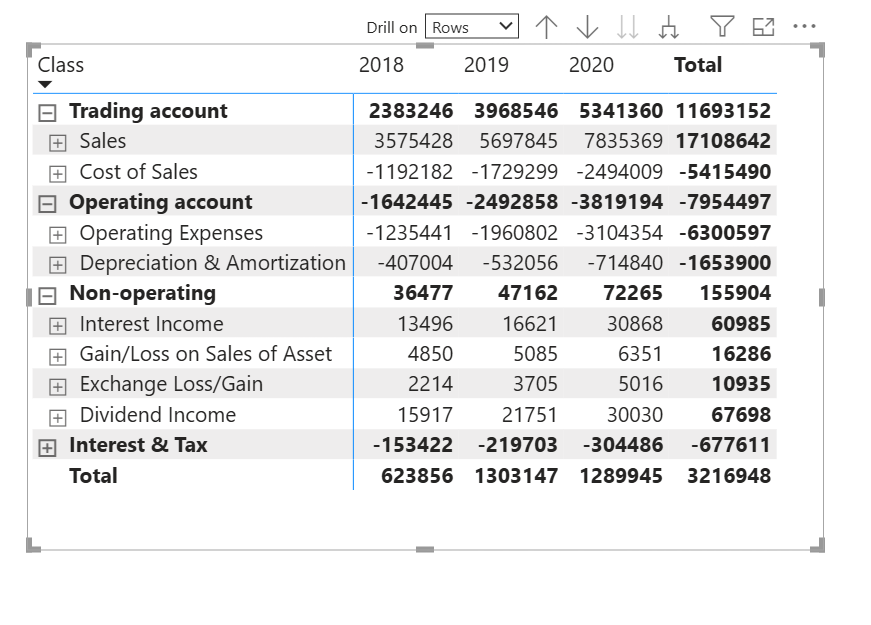 Drill on Rows
Class 2018 2019 2020 Total
Trading account 2383246 3968546 5341360 11693152
Sales 3575428 5697845 7835369 17108642
Cost of Sales -1192182 -1729299 -2494009 -5415490
Operating account -1642445 -2492858 -3819194 -7954497
Operating Expenses -1235441 -1960802 -3104354 -6300597
Depreciation & Amortization -407004 -532056 -714840 -1653900
Non-operating 36477 47162 72265 155904
Interest Income 13496 16621 30868 60985
Gain/Loss on Sales of Asset 4850 5085 6351 16286
Exchange Loss/Gain 2214 3705 5016 10935
Dividend Income 15917 21751 30030 67698
Interest & Tax -153422 -219703 -304486 -677611
Total 623856 1303147 1289945 3216948